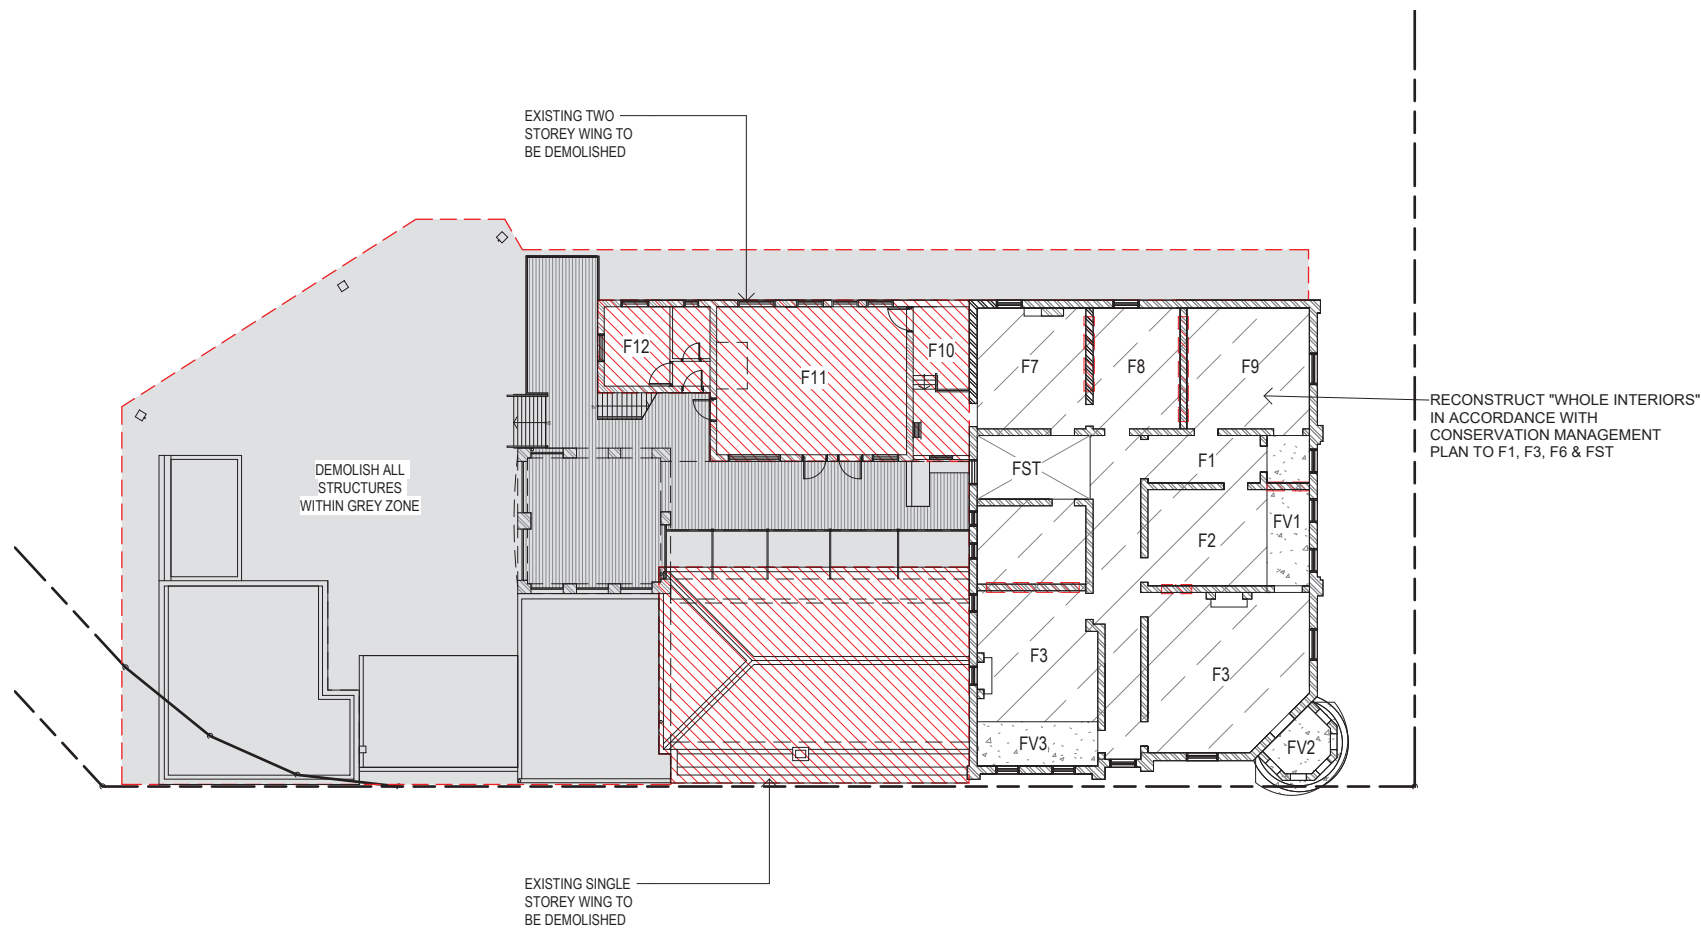 EXISTING TWO
STOREY WING TO
BE DEMOLISHED
F12
F11
F10
F7
F8
F9
RECONSTRUCT "WHOLE INTERIORS"
IN ACCORDANCE WITH
CONSERVATION MANAGEMENT
PLAN TO F1, F3, F6 & FST
DEMOLISH ALL
STRUCTURES
WITHIN GREY ZONE
FST
F1
FV1
F2
F3
F3
FV3
FV2
EXISTING SINGLE
STOREY WING TO
BE DEMOLISHED